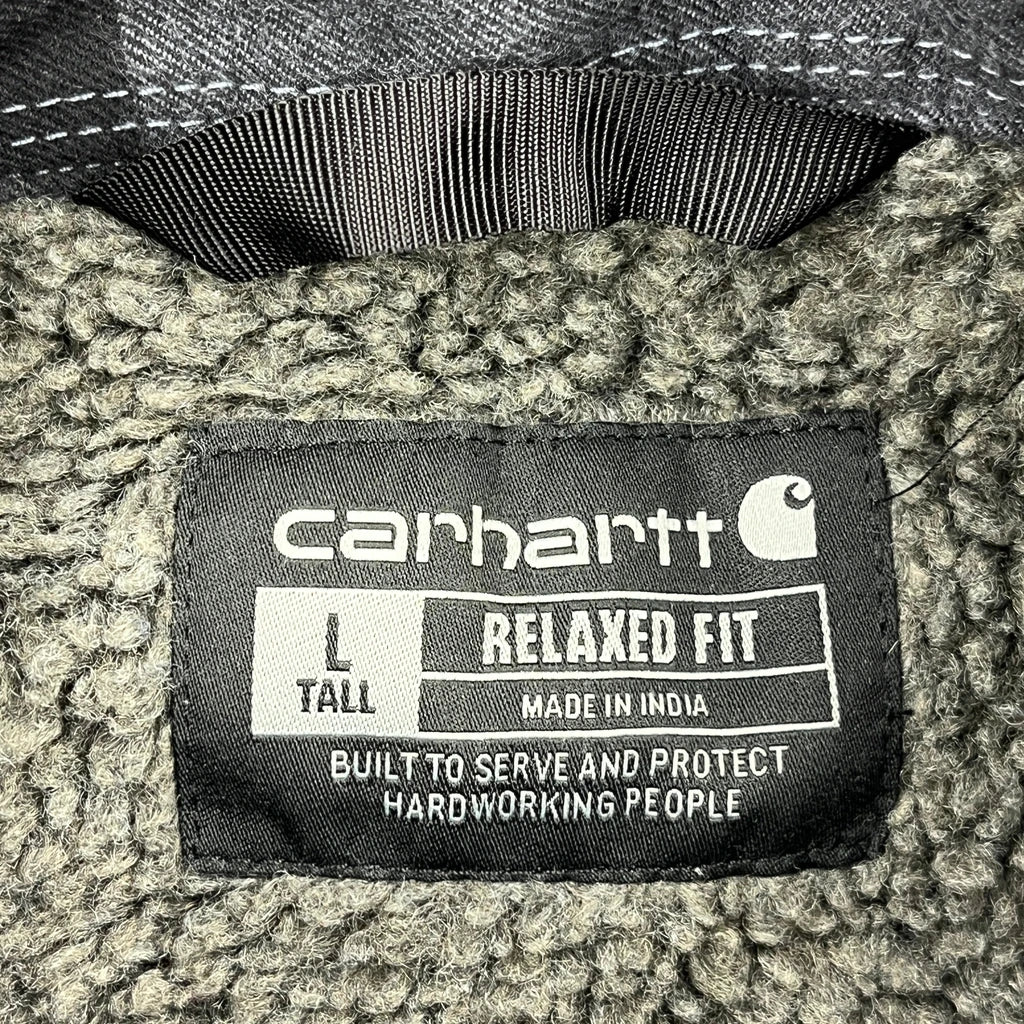 carhartt
L
TALL
RELAXED FIT
MADE IN INDIA
BUILT TO SERVE AND PROTECT
HARDWORKING PEOPLE